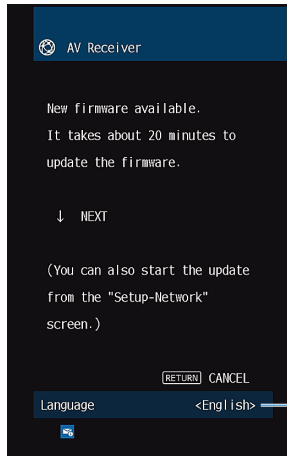 AV Receiver
New firmware available.
It takes about 20 minutes to
update the firmware.
↓ NEXT
(You can also start the update
from the "Setup-Network"
screen.)
RETURN CANCEL
Language <English>